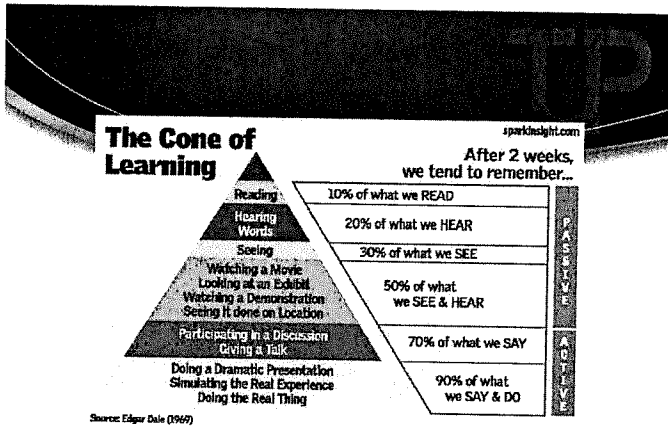 TP
sparkinsight.com
The Cone of
Learning
After 2 weeks,
we tend to remember...
Reading
10% of what we READ
Hearing
Words
20% of what we HEAR
Seeing
30% of what we SEE
Watching a Movie
Looking at an Exhibit
Watching a Demonstration
Seeing it done on Location
50% of what
we SEE & HEAR
Participating in a Discussion
Giving a Talk
70% of what we SAY
Doing a Dramatic Presentation
Simulating the Real Experience
Doing the Real Thing
90% of what
we SAY & DO
PASSIVE
ACTIVE
Source: Edgar Dale (1969)